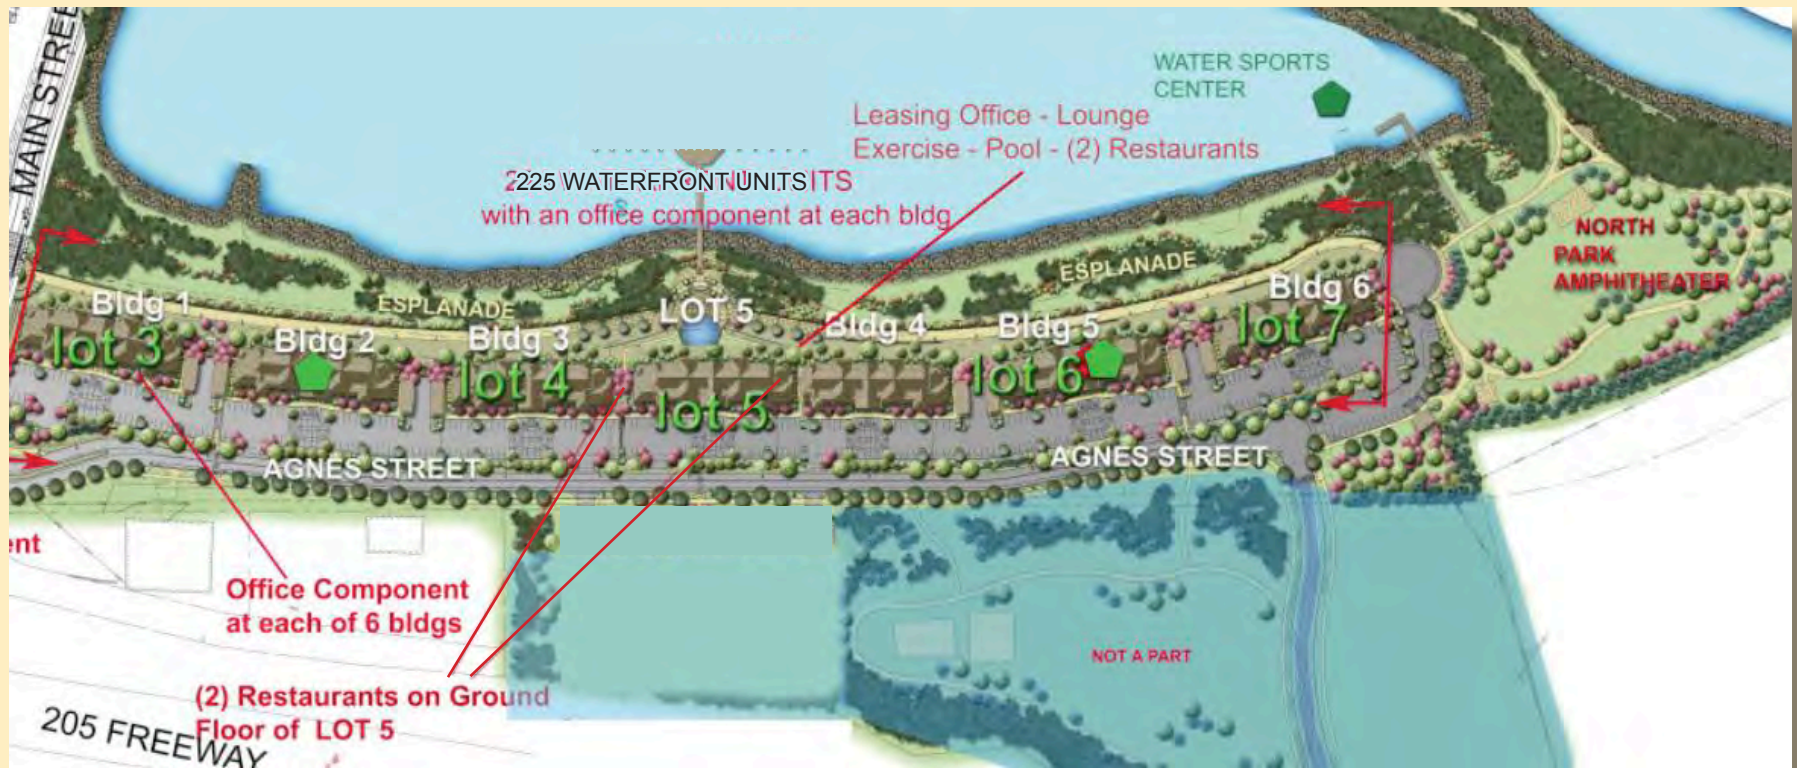 MAIN STREE
WATER SPORTS
CENTER
Leasing Office - Lounge
Exercise - Pool - (2) Restaurants
225 WATERFRONT UNITS
with an office component at each bldg
NORTH
PARK
AMPHITHEATER
ESPLANADE
ESPLANADE
Bldg 1
lot 3
Bldg 2
Bldg 3
lot 4
LOT 5
lot 5
Bldg 4
Bldg 5
lot 6
Bldg 6
lot 7
AGNES STREET
AGNES STREET
ent
Office Component
at each of 6 bldgs
(2) Restaurants on Ground
Floor of LOT 5
205 FREEWAY
NOT A PART